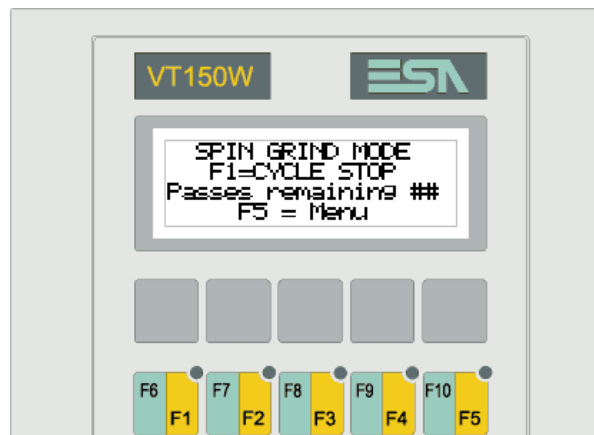 VT150W ESA
SPIN GRIND MODE
F1=CYCLE STOP
Passes remaining ##
F5 = Menu
F6 F1 F7 F2 F8 F3 F9 F4 F10 F5